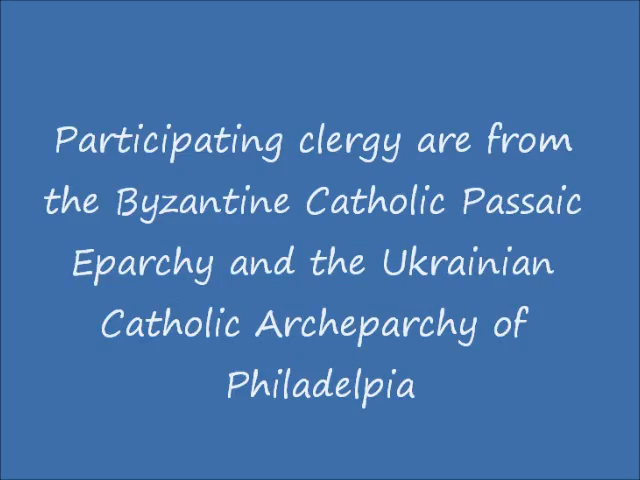 Participating clergy are from
the Byzantine Catholic Passaic
Eparchy and the Ukrainian
Catholic Archeparchy of
Philadelpia